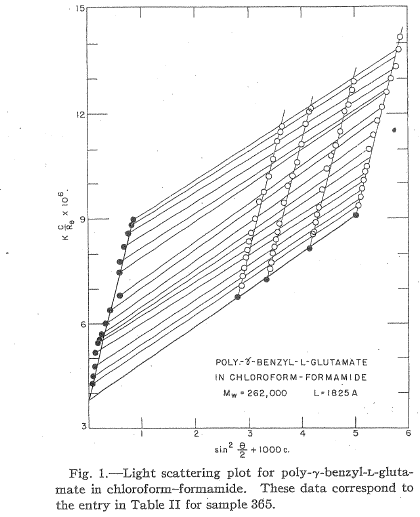 15
12
9
6
3
K C/Rθ × 10⁶.
POLY-γ-BENZYL-L-GLUTAMATE
IN CHLOROFORM-FORMAMIDE
Mw = 262,000 L = 1825 A
1 2 3 4 5 6
sin² θ/2 + 1000 c.
Fig. 1.—Light scattering plot for poly-γ-benzyl-L-gluta-
mate in chloroform–formamide. These data correspond to
the entry in Table II for sample 365.